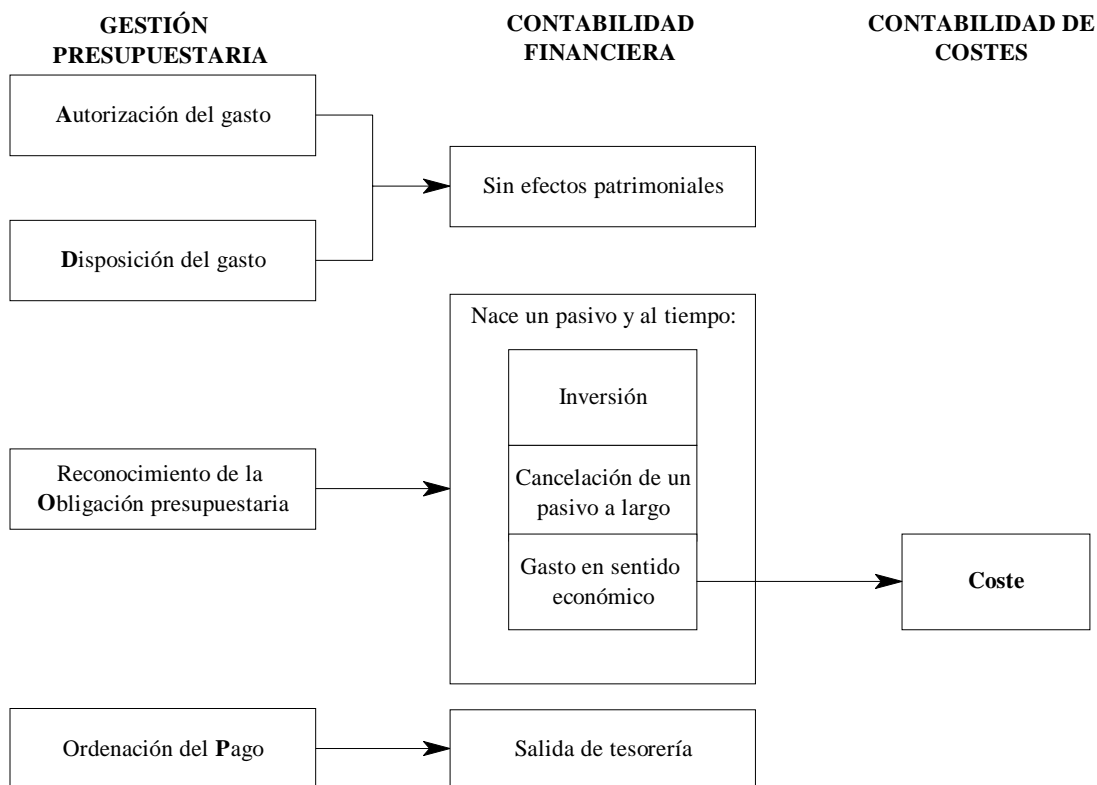 GESTIÓN
PRESUPUESTARIA
CONTABILIDAD
FINANCIERA
CONTABILIDAD DE
COSTES
Autorización del gasto
Sin efectos patrimoniales
Disposición del gasto
Nace un pasivo y al tiempo:
Inversión
Reconocimiento de la
Obligación presupuestaria
Cancelación de un
pasivo a largo
Gasto en sentido
económico
Coste
Ordenación del Pago
Salida de tesorería